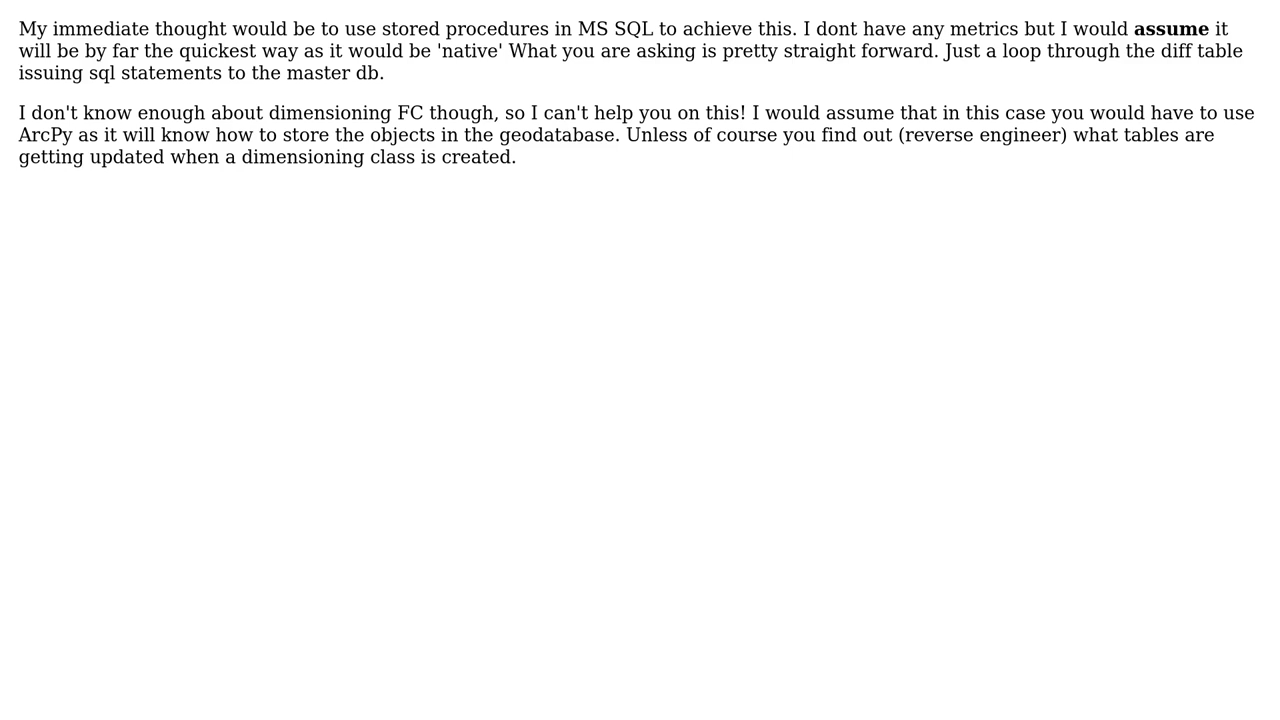 My immediate thought would be to use stored procedures in MS SQL to achieve this. I dont have any metrics but I would assume it
will be by far the quickest way as it would be 'native' What you are asking is pretty straight forward. Just a loop through the diff table
issuing sql statements to the master db.
I don't know enough about dimensioning FC though, so I can't help you on this! I would assume that in this case you would have to use
ArcPy as it will know how to store the objects in the geodatabase. Unless of course you find out (reverse engineer) what tables are
getting updated when a dimensioning class is created.